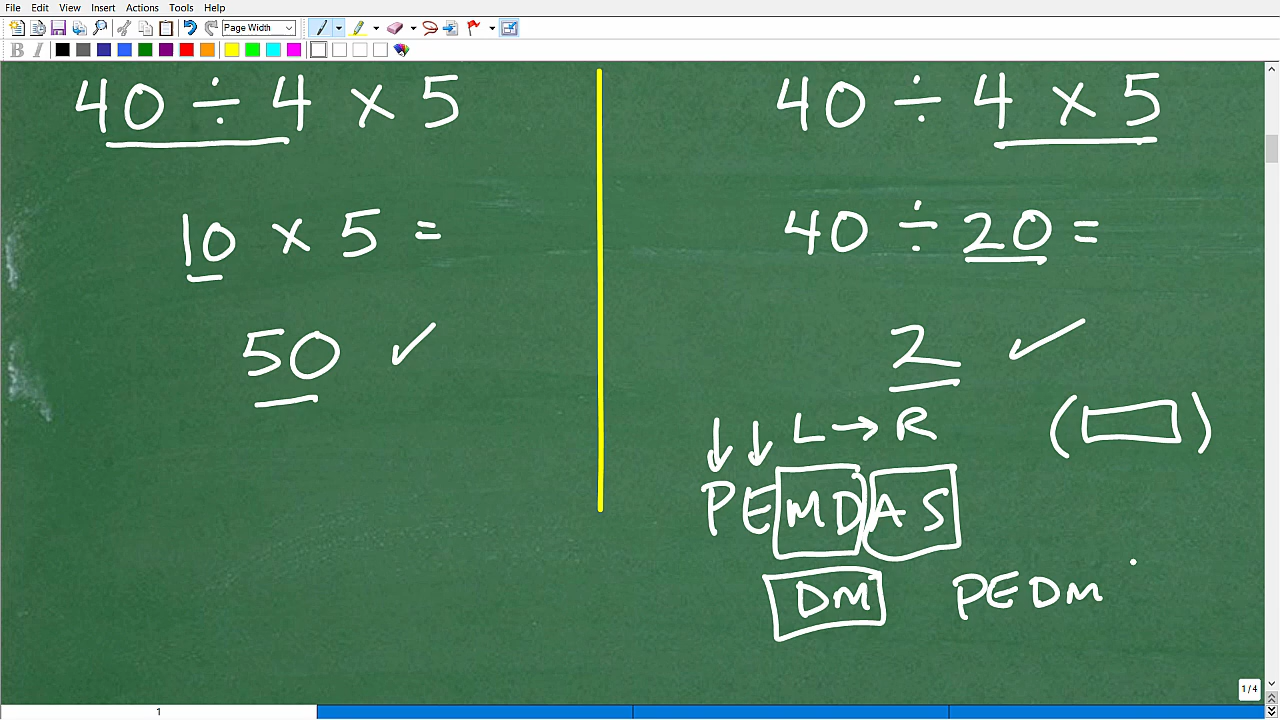 File Edit View Insert Actions Tools Help
Page Width
B I
40 ÷ 4 × 5
10 × 5 =
50 ✓
40 ÷ 4 × 5
40 ÷ 20 =
2 ✓
L → R
( )
PEMDAS
DM
PEDM
1/4
1